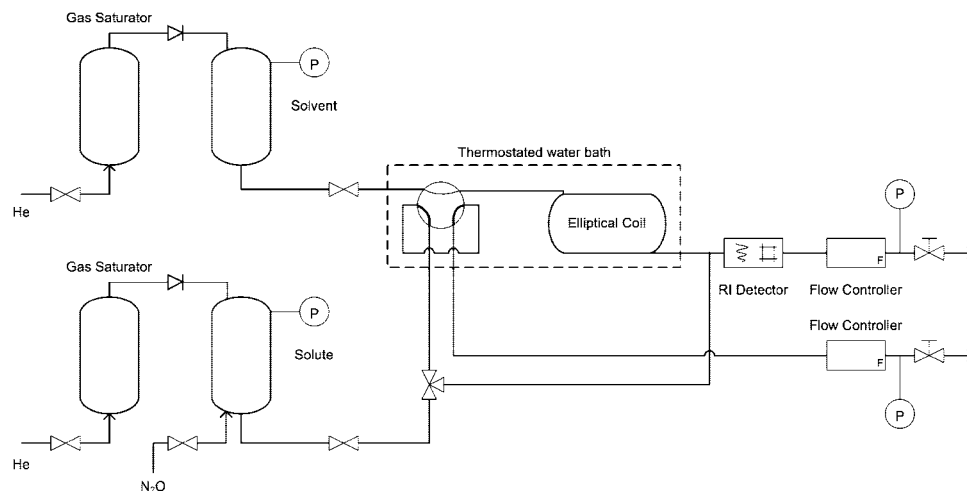 Gas Saturator
P
Solvent
He
Thermostated water bath
Elliptical Coil
P
F
RI Detector
Flow Controller
Gas Saturator
P
Solute
Flow Controller
F
P
He
N₂O